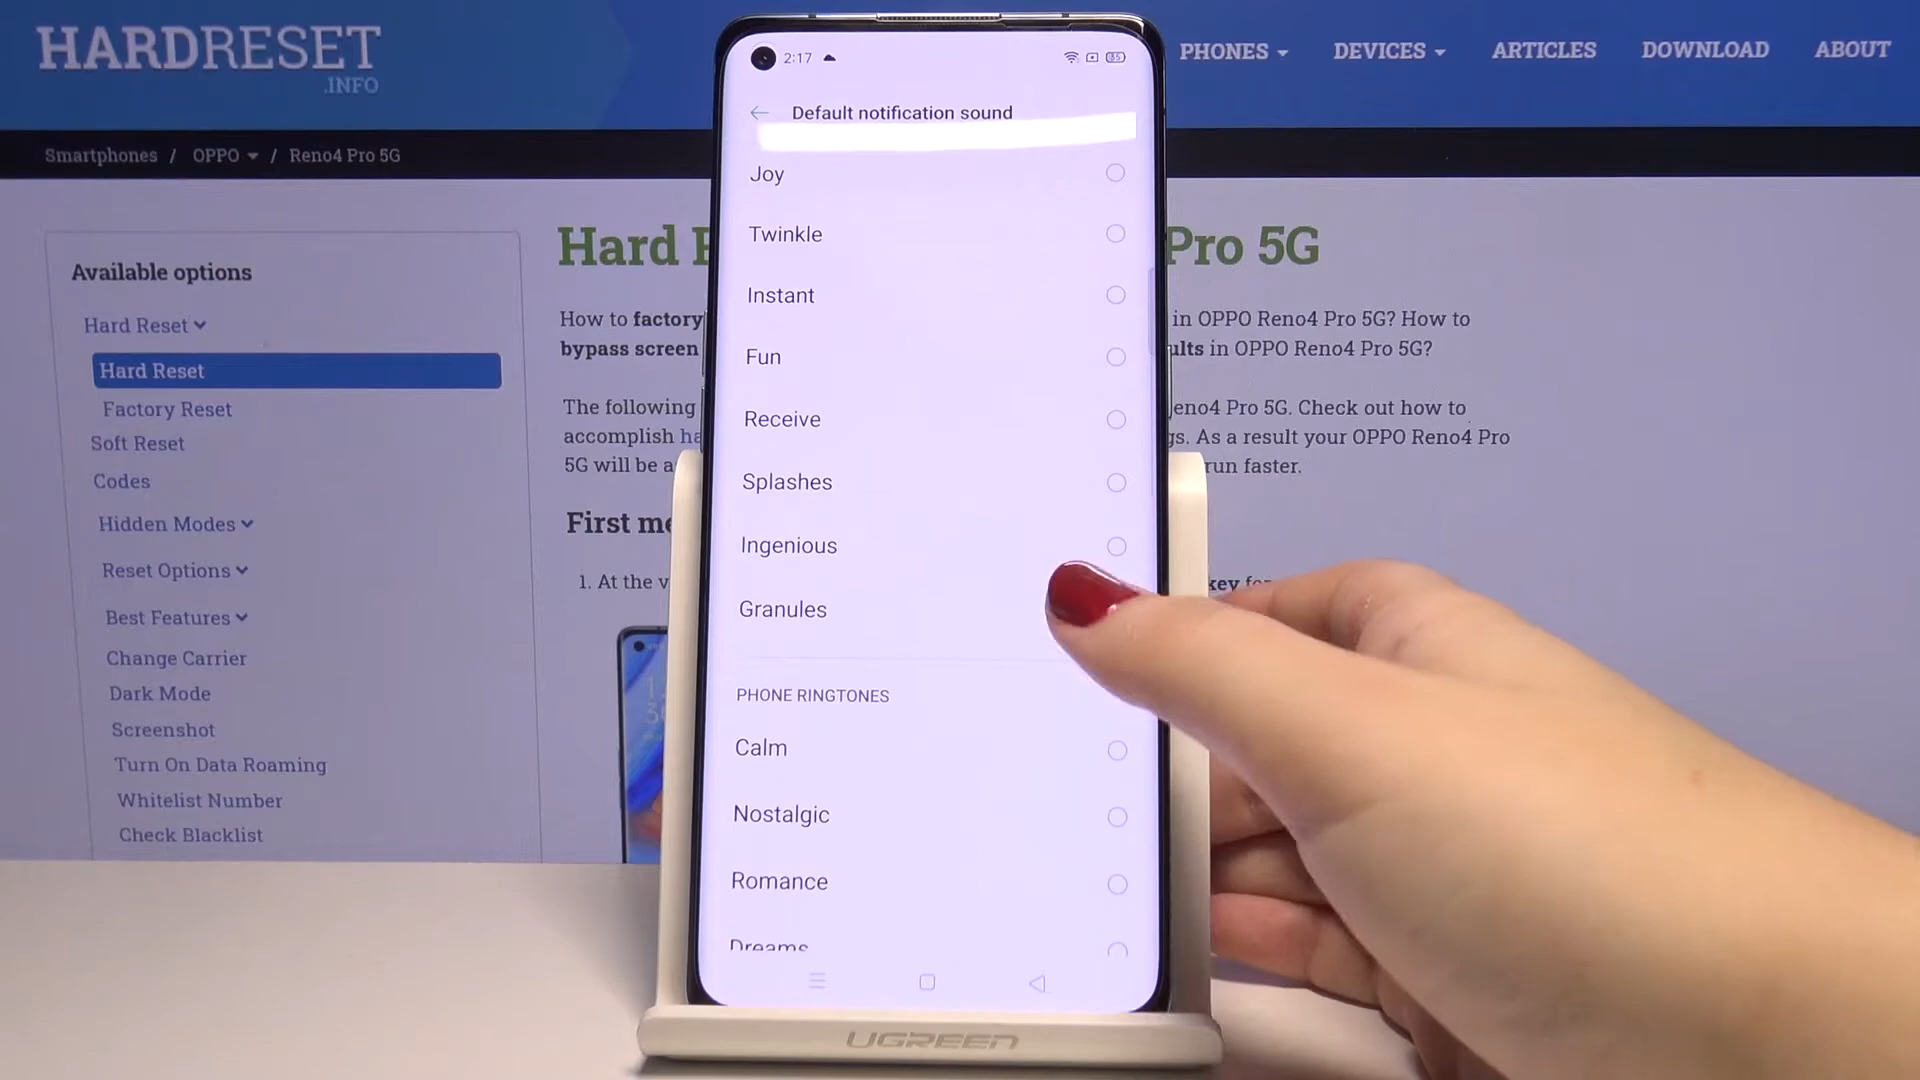 HARDRESET
.INFO
PHONES
DEVICES
ARTICLES
DOWNLOAD
ABOUT
Smartphones / OPPO / Reno4 Pro 5G
Available options
Hard Reset
Hard Reset
Factory Reset
Soft Reset
Codes
Hidden Modes
Reset Options
Best Features
Change Carrier
Dark Mode
Screenshot
Turn On Data Roaming
Whitelist Number
Check Blacklist
Hard
Pro 5G
How to factory
in OPPO Reno4 Pro 5G? How to
bypass screen
in OPPO Reno4 Pro 5G?
The following
Pro 5G. Check out how to
accomplish
As a result your OPPO Reno4 Pro
5G will be a
run faster.
First
1. At the
key
2:17
85
Default notification sound
Joy
Twinkle
Instant
Fun
Receive
Splashes
Ingenious
Granules
PHONE RINGTONES
Calm
Nostalgic
Romance
Dreams
UGREEN